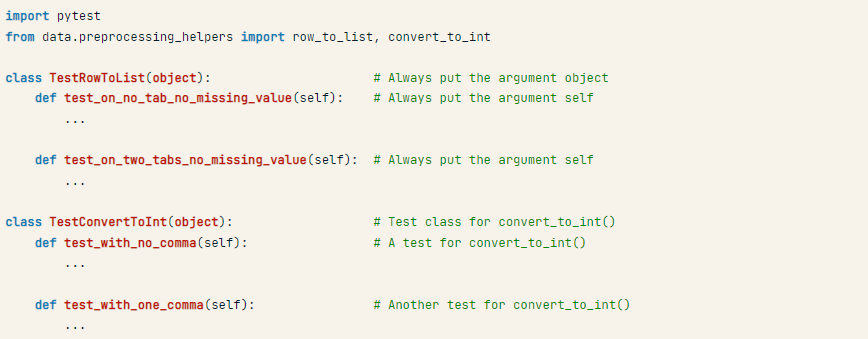 import pytest
from data.preprocessing_helpers import row_to_list, convert_to_int

class TestRowToList(object):                      # Always put the argument object
    def test_on_no_tab_no_missing_value(self):    # Always put the argument self
        ...

    def test_on_two_tabs_no_missing_value(self):  # Always put the argument self
        ...

class TestConvertToInt(object):                   # Test class for convert_to_int()
    def test_with_no_comma(self):                 # A test for convert_to_int()
        ...

    def test_with_one_comma(self):                # Another test for convert_to_int()
        ...